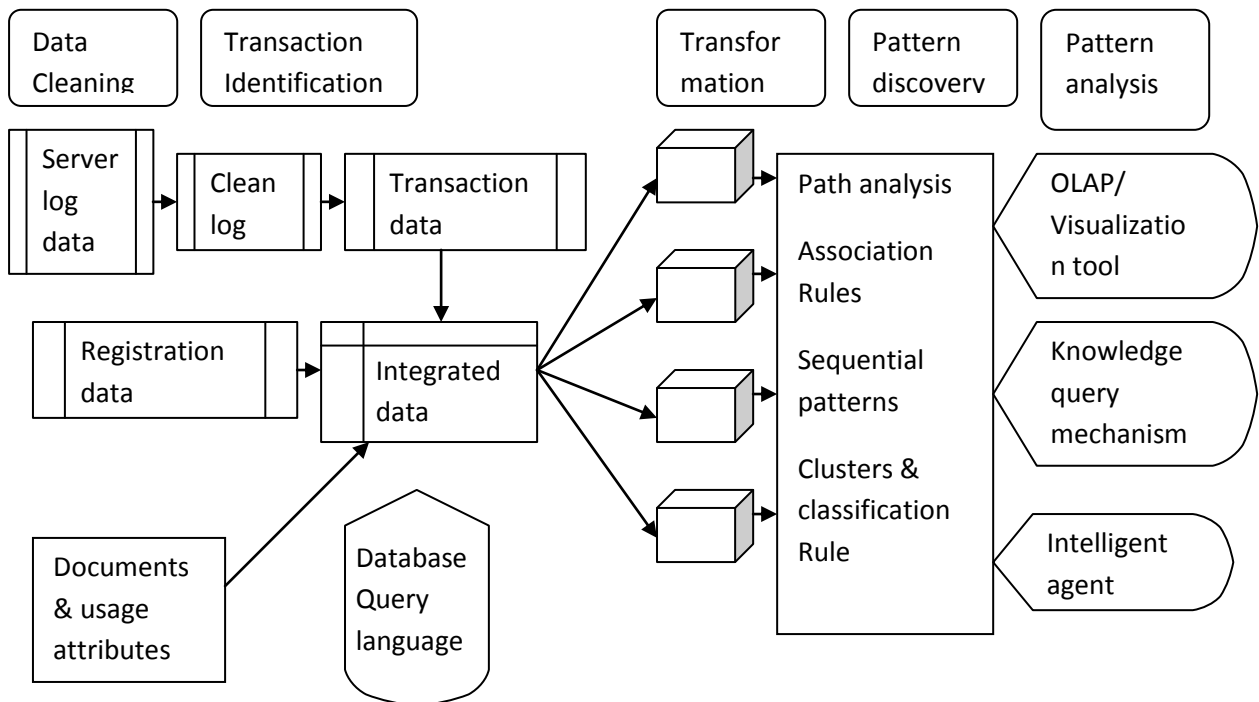 Data
Cleaning
Transaction
Identification
Transfor
mation
Pattern
discovery
Pattern
analysis
Server
log
data
Clean
log
Transaction
data
Registration
data
Integrated
data
Documents
& usage
attributes
Database
Query
language
Path analysis
Association
Rules
Sequential
patterns
Clusters &
classification
Rule
OLAP/
Visualizatio
n tool
Knowledge
query
mechanism
Intelligent
agent